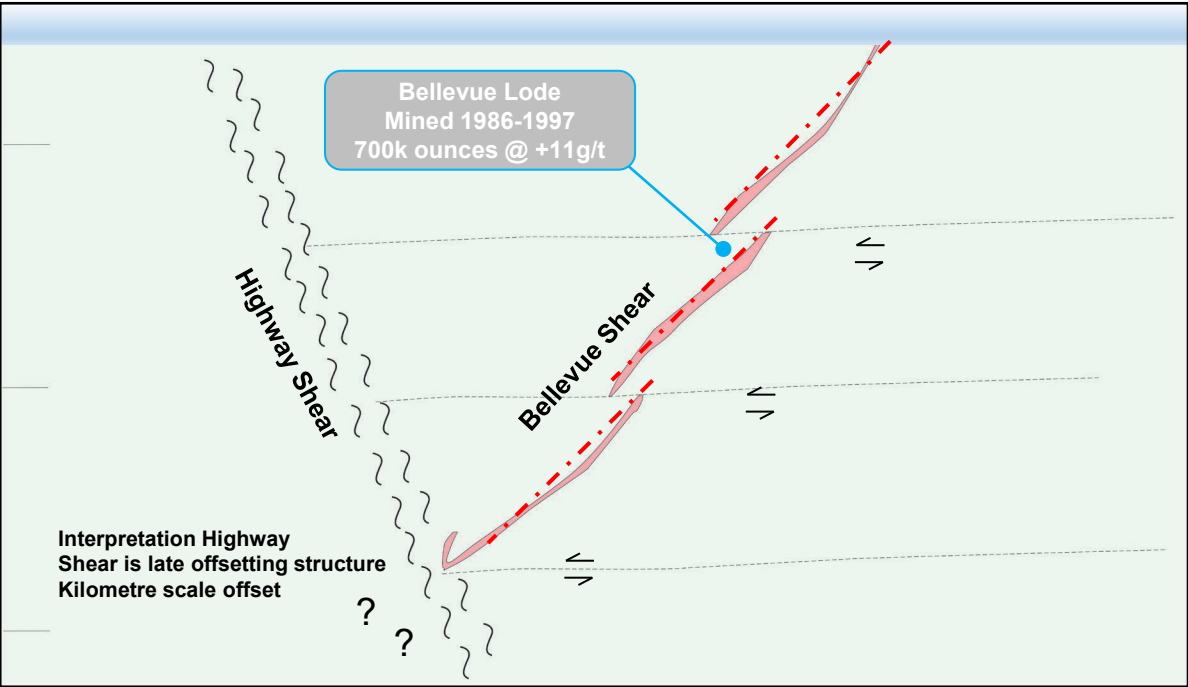 Bellevue Lode
Mined 1986-1997
700k ounces @ +11g/t
Highway Shear
Bellevue Shear
Interpretation Highway
Shear is late offsetting structure
Kilometre scale offset
?
?